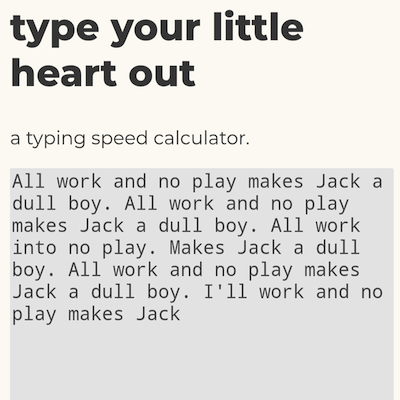 type your little
heart out
a typing speed calculator.
All work and no play makes Jack a
dull boy. All work and no play
makes Jack a dull boy. All work
into no play. Makes Jack a dull
boy. All work and no play makes
Jack a dull boy. I'll work and no
play makes Jack